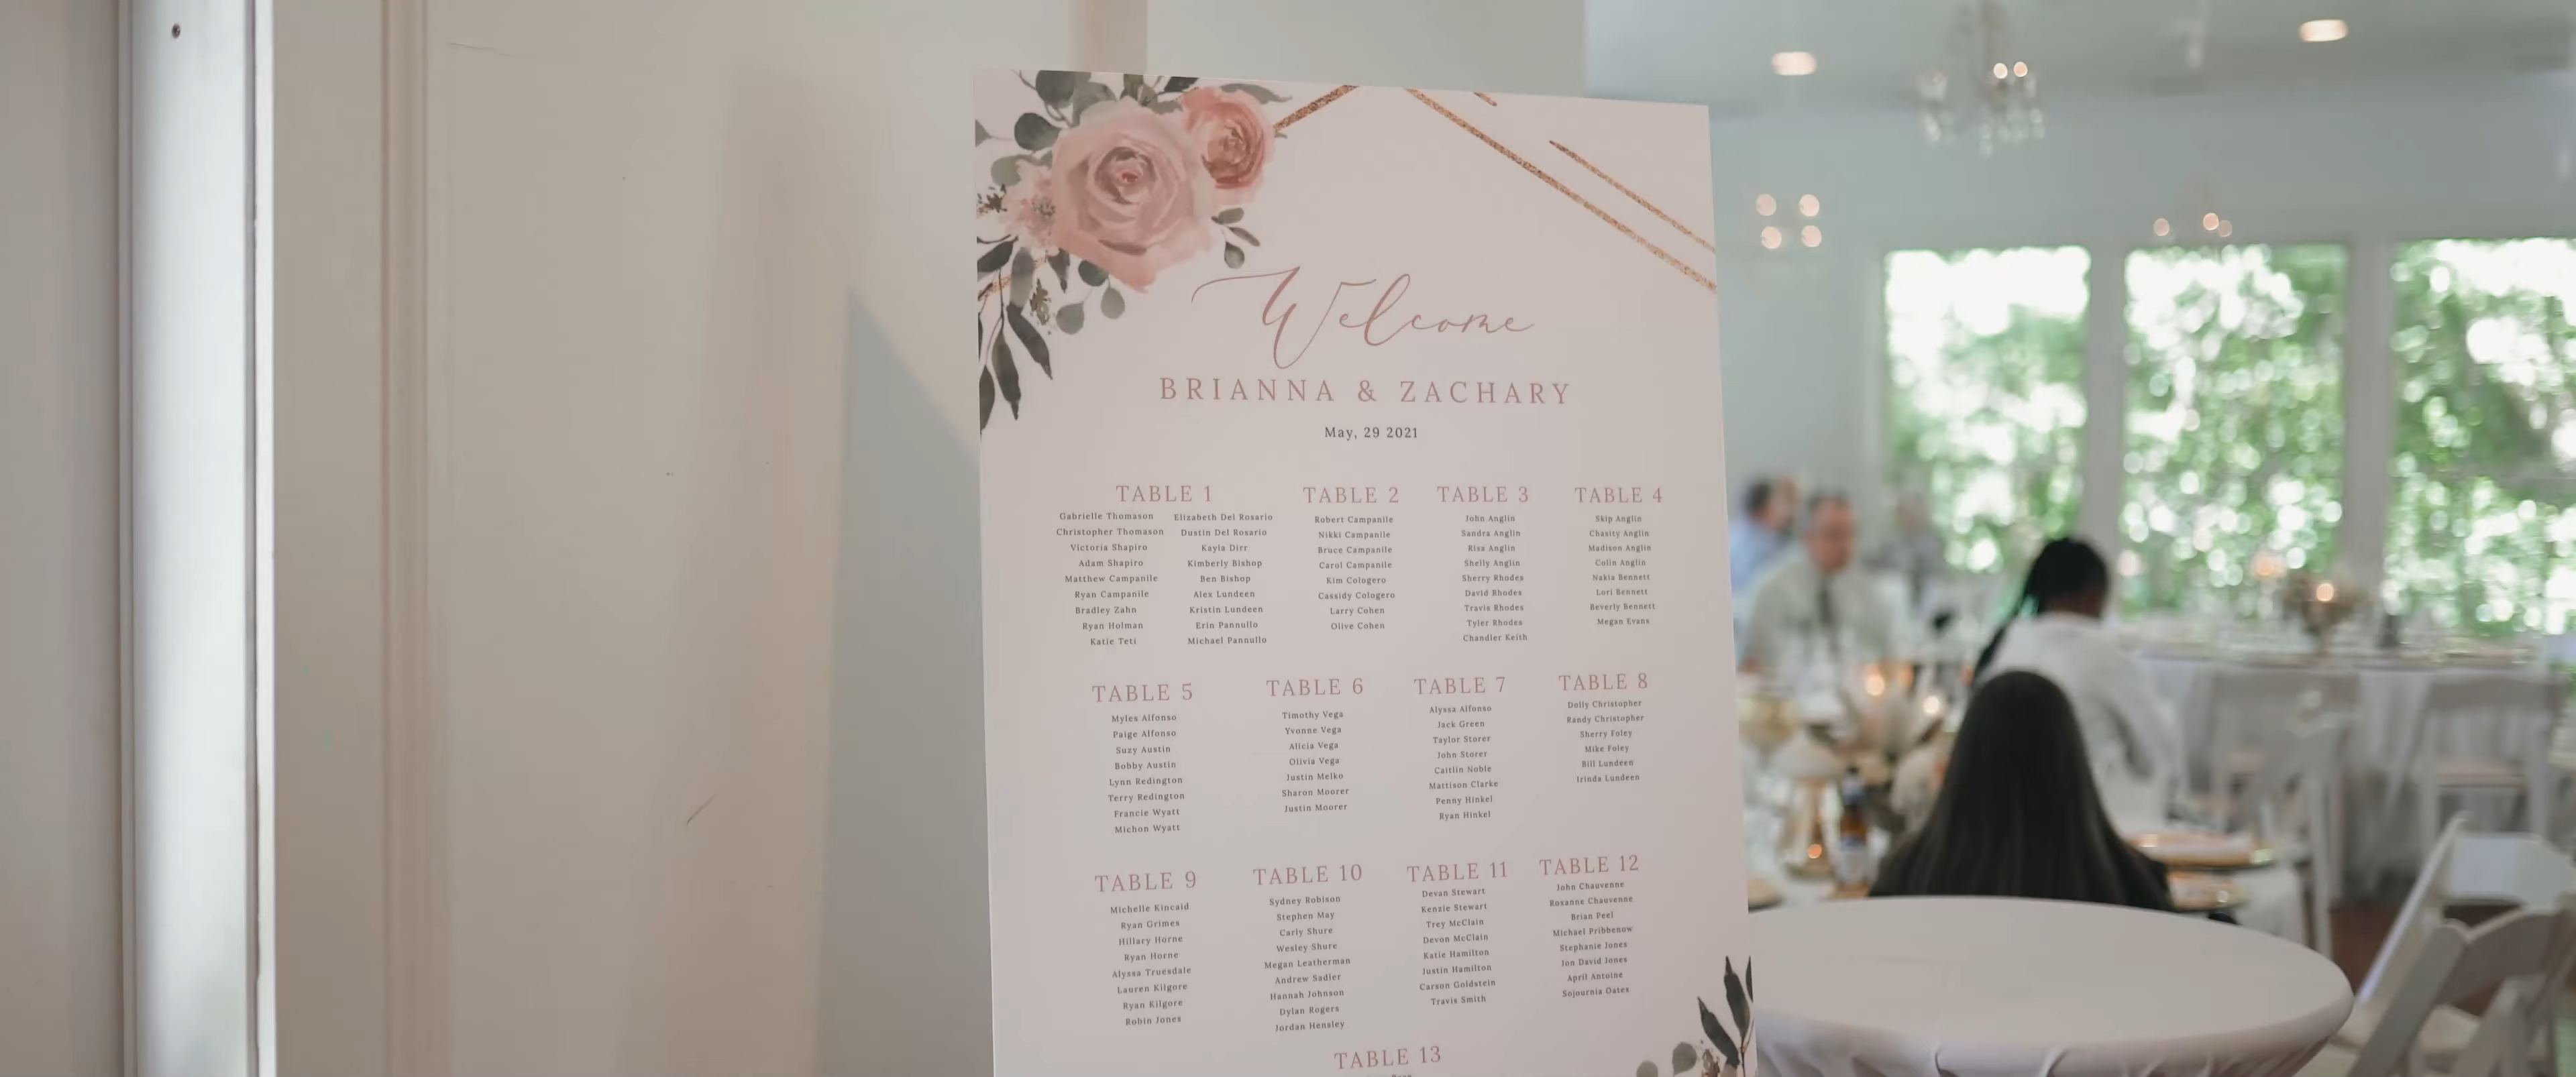 Welcome
BRIANNA & ZACHARY
May, 29 2021
TABLE 1
Gabrielle Thomason
Christopher Thomason
Victoria Shapiro
Adam Shapiro
Matthew Campanile
Ryan Campanile
Bradley Zahn
Ryan Holman
Katie Teti
Elizabeth Del Rosario
Dustin Del Rosario
Kayla Dirr
Kimberly Bishop
Ben Bishop
Alex Lundeen
Kristin Lundeen
Erin Pannullo
Michael Pannullo
TABLE 2
Robert Campanile
Nikki Campanile
Bruce Campanile
Carol Campanile
Kim Cologero
Cassidy Cologero
Larry Cohen
Olive Cohen
TABLE 3
John Anglin
Sandra Anglin
Risa Anglin
Shelly Anglin
Sherry Rhodes
David Rhodes
Travis Rhodes
Tyler Rhodes
Chandler Keith
TABLE 4
Skip Anglin
Chasity Anglin
Madison Anglin
Colin Anglin
Nakia Bennett
Lori Bennett
Beverly Bennett
Megan Evans
TABLE 5
Myles Alfonso
Paige Alfonso
Suzy Austin
Bobby Austin
Lynn Redington
Terry Redington
Francie Wyatt
Michon Wyatt
TABLE 6
Timothy Vega
Yvonne Vega
Alicia Vega
Olivia Vega
Justin Melko
Sharon Moorer
Justin Moorer
TABLE 7
Alyssa Alfonso
Jack Green
Taylor Storer
John Storer
Caitlin Noble
Mattison Clarke
Penny Hinkel
Ryan Hinkel
TABLE 8
Dolly Christopher
Randy Christopher
Sherry Foley
Mike Foley
Bill Lundeen
Irinda Lundeen
TABLE 9
Michelle Kincaid
Ryan Grimes
Hillary Horne
Ryan Horne
Alyssa Truesdale
Lauren Kilgore
Ryan Kilgore
Robin Jones
TABLE 10
Sydney Robison
Stephen May
Carly Shure
Wesley Shure
Megan Leatherman
Andrew Sadler
Hannah Johnson
Dylan Rogers
Jordan Hensley
TABLE 11
Devan Stewart
Kenzie Stewart
Trey McClain
Devon McClain
Katie Hamilton
Justin Hamilton
Carson Goldstein
Travis Smith
TABLE 12
John Chauvenne
Roxanne Chauvenne
Brian Peel
Michael Pribbenow
Stephanie Jones
Jon David Jones
April Antoine
Sojournia Oates
TABLE 13